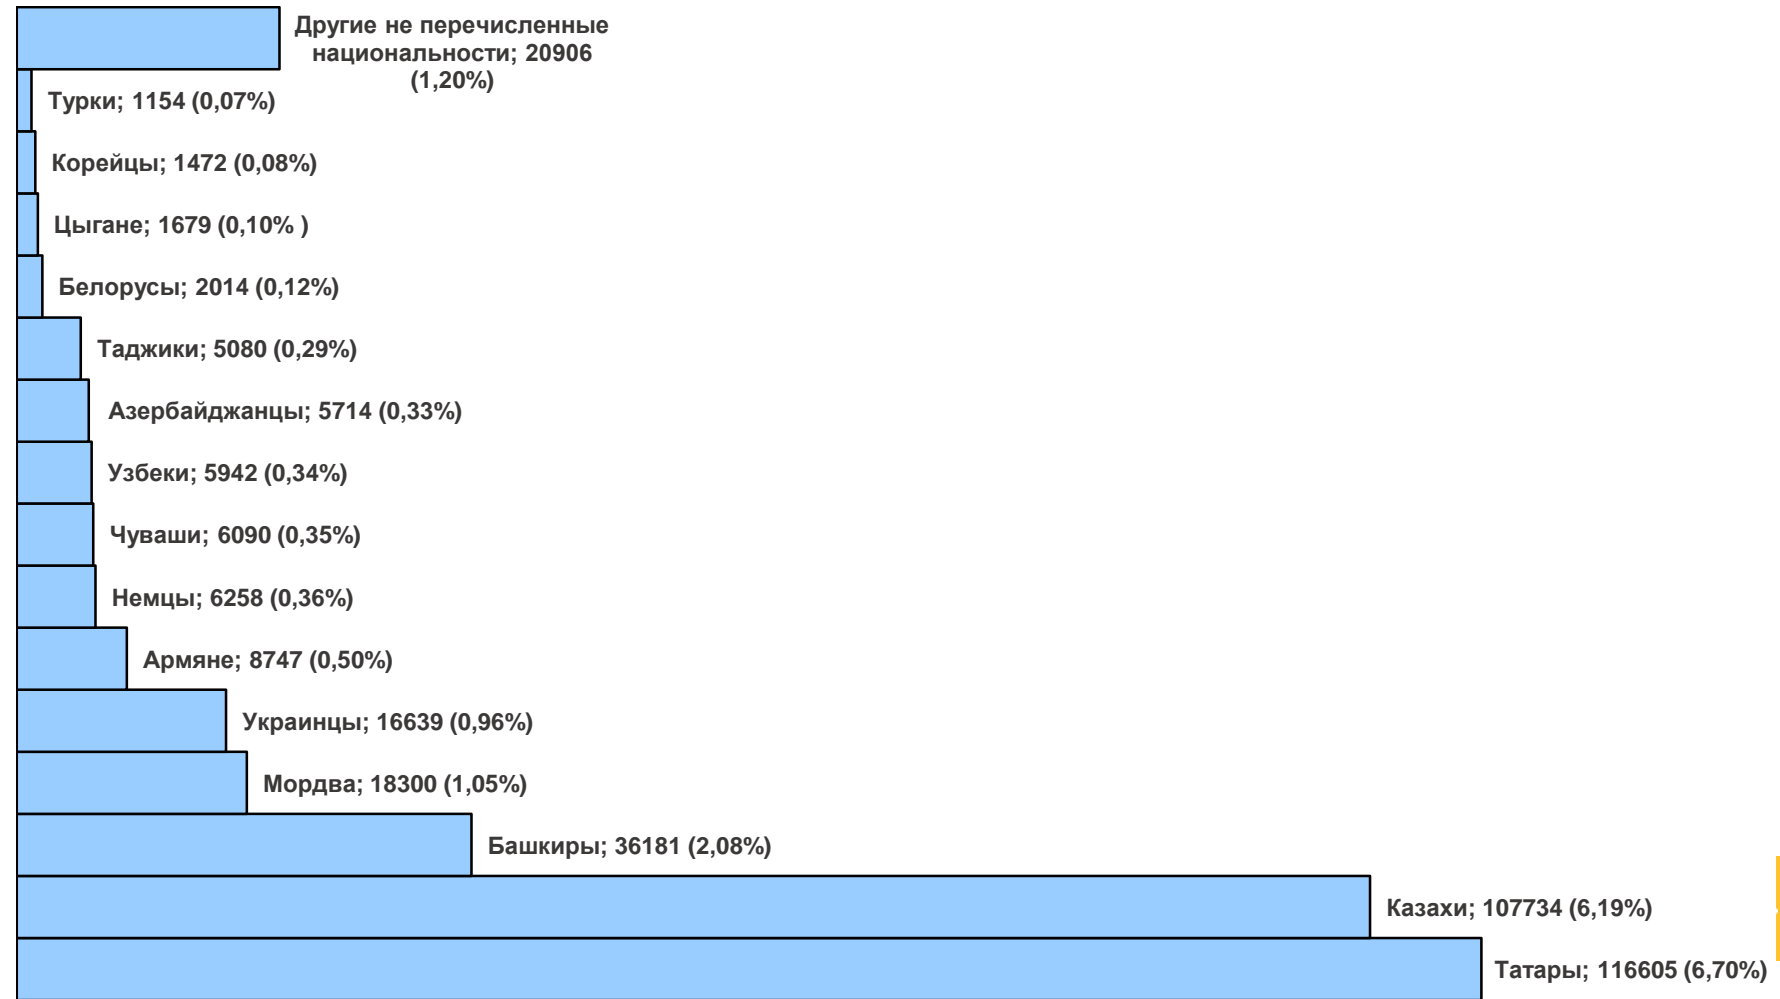 Другие не перечисленные
национальности; 20906
(1,20%)
Турки; 1154 (0,07%)
Корейцы; 1472 (0,08%)
Цыгане; 1679 (0,10% )
Белорусы; 2014 (0,12%)
Таджики; 5080 (0,29%)
Азербайджанцы; 5714 (0,33%)
Узбеки; 5942 (0,34%)
Чуваши; 6090 (0,35%)
Немцы; 6258 (0,36%)
Армяне; 8747 (0,50%)
Украинцы; 16639 (0,96%)
Мордва; 18300 (1,05%)
Башкиры; 36181 (2,08%)
Казахи; 107734 (6,19%)
Татары; 116605 (6,70%)